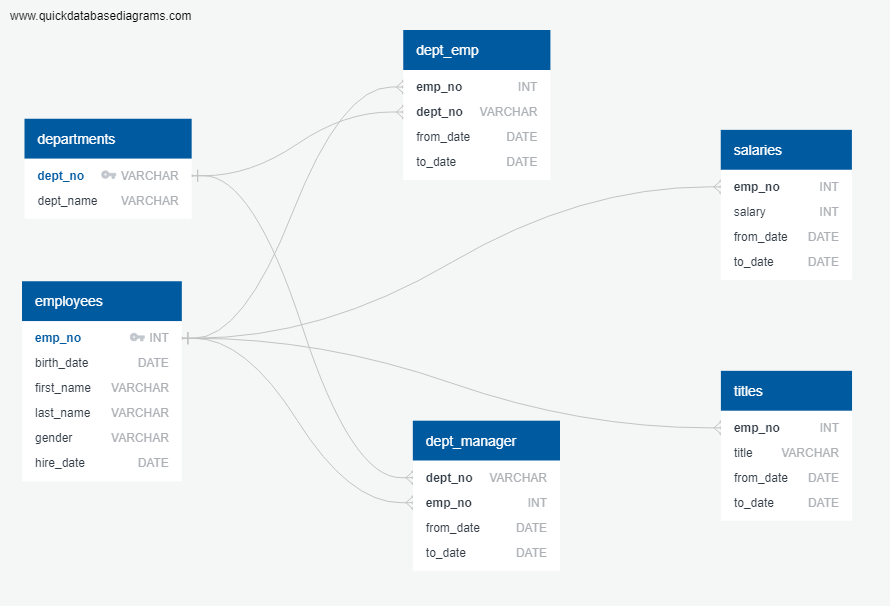 www.quickdatabasediagrams.com
dept_emp
emp_no INT
dept_no VARCHAR
from_date DATE
to_date DATE
departments
dept_no VARCHAR
dept_name VARCHAR
salaries
emp_no INT
salary INT
from_date DATE
to_date DATE
employees
emp_no INT
birth_date DATE
first_name VARCHAR
last_name VARCHAR
gender VARCHAR
hire_date DATE
titles
emp_no INT
title VARCHAR
from_date DATE
to_date DATE
dept_manager
dept_no VARCHAR
emp_no INT
from_date DATE
to_date DATE